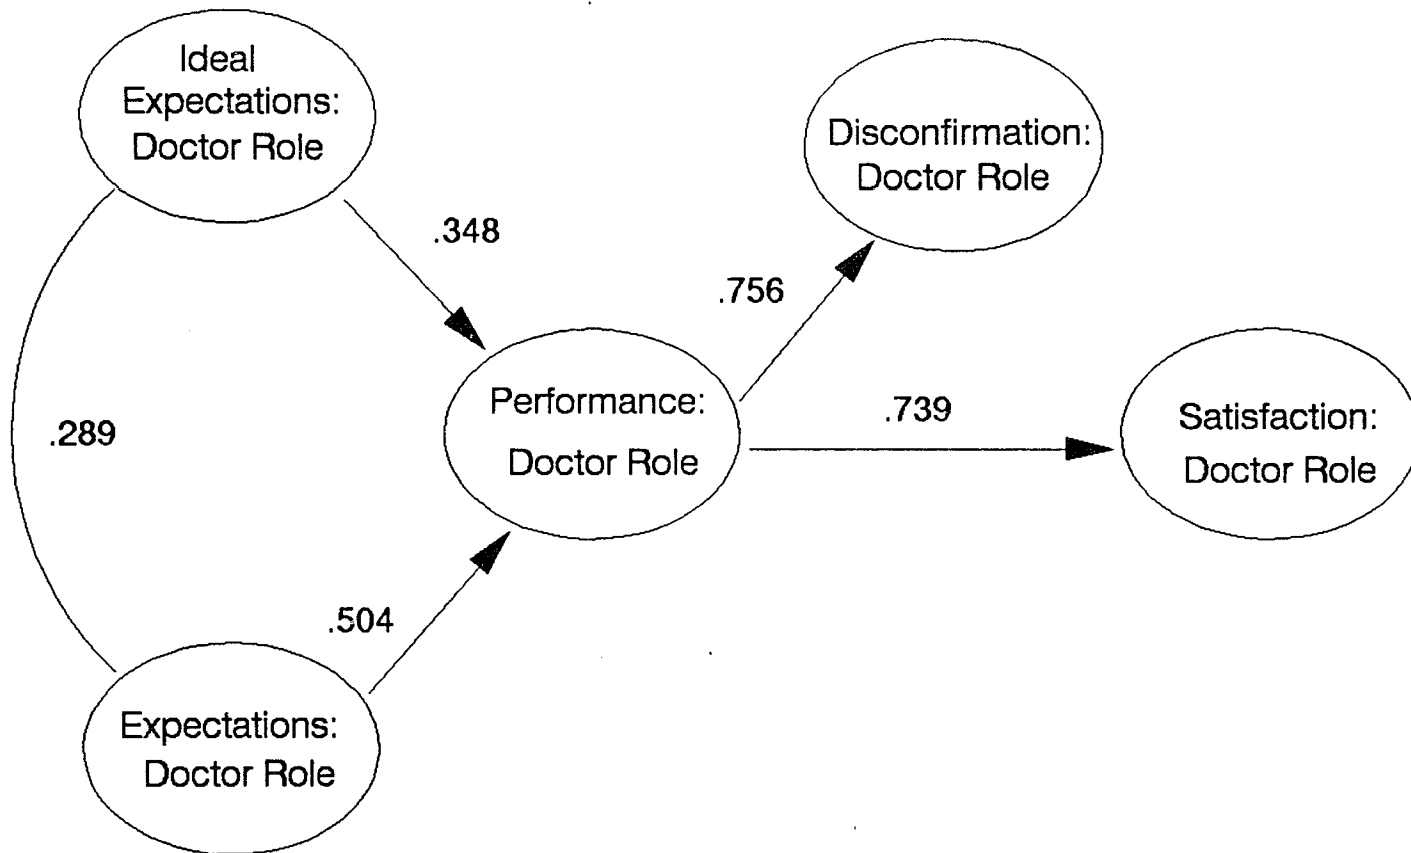 Ideal
Expectations:
Doctor Role
Disconfirmation:
Doctor Role
.348
.756
Performance:
Doctor Role
.739
Satisfaction:
Doctor Role
.289
.504
Expectations:
Doctor Role